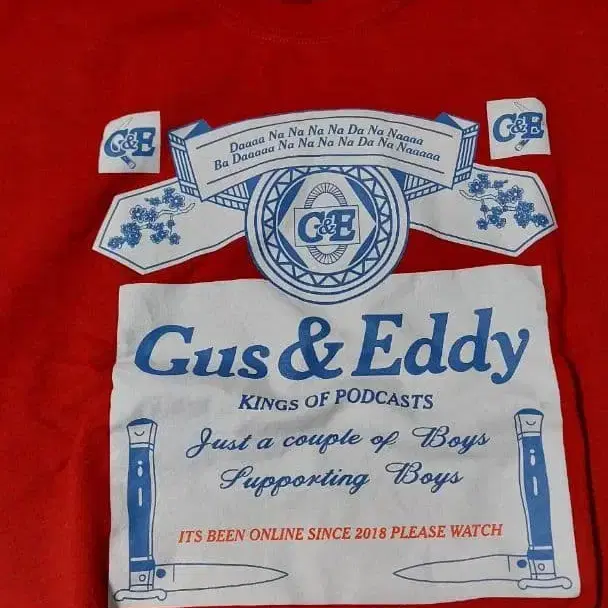 G&E
G&E
Daaaa Na Na Na Na Da Na Naaaa
Ba Daaaaa Na Na Na Na Da Na Naaaaa
G&E
Gus & Eddy
KINGS OF PODCASTS
Just a couple of Boys
Supporting Boys
ITS BEEN ONLINE SINCE 2018 PLEASE WATCH